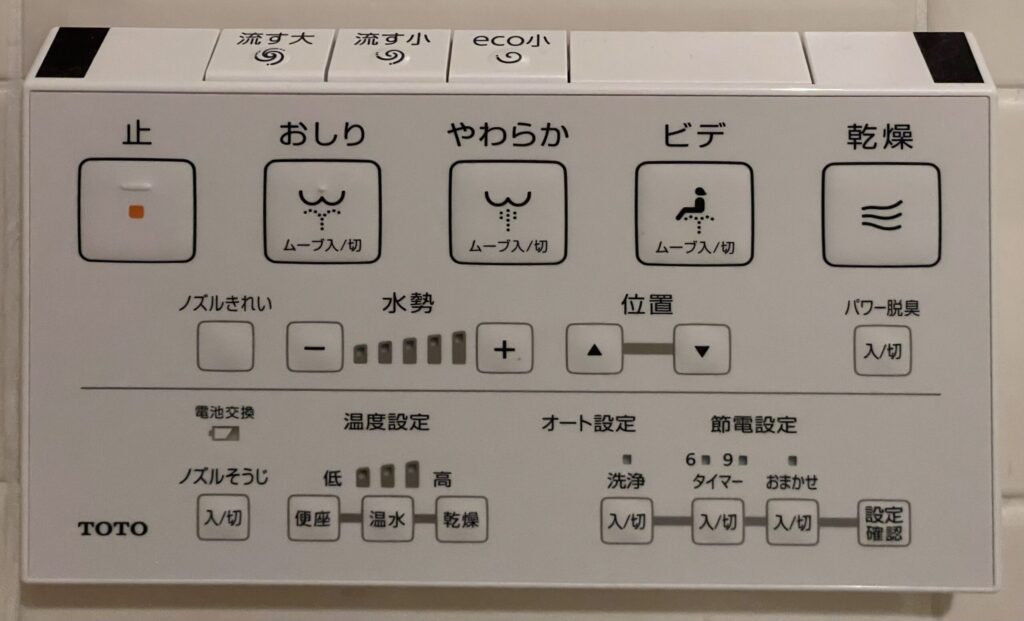 流す大 流す小 eco小
止 おしり やわらか ビデ 乾燥
ムーブ入/切 ムーブ入/切 ムーブ入/切
ノズルきれい 水勢 位置 パワー脱臭
− + ▲ ▼ 入/切
電池交換 温度設定 オート設定 節電設定
6 9
ノズルそうじ 低 高 洗浄 タイマー おまかせ
入/切 便座 温水 乾燥 入/切 入/切 入/切 設定
確認
TOTO